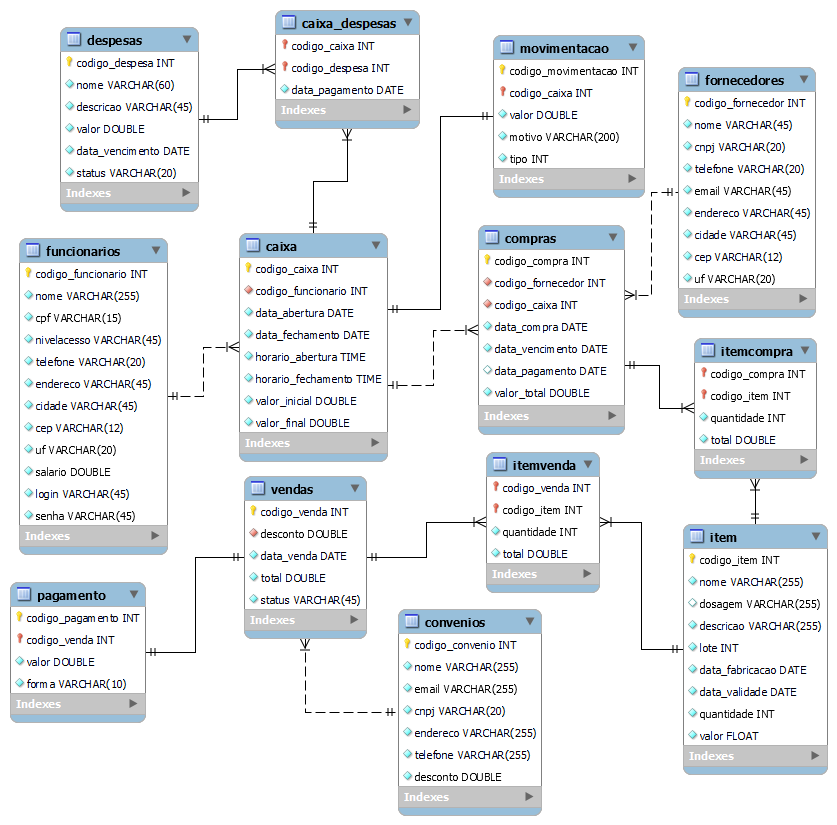 despesas
codigo_despesa INT
nome VARCHAR(60)
descricao VARCHAR(45)
valor DOUBLE
data_vencimento DATE
status VARCHAR(20)
Indexes
caixa_despesas
codigo_caixa INT
codigo_despesa INT
data_pagamento DATE
Indexes
movimentacao
codigo_movimentacao INT
codigo_caixa INT
valor DOUBLE
motivo VARCHAR(200)
tipo INT
Indexes
fornecedores
codigo_fornecedor INT
nome VARCHAR(45)
cnpj VARCHAR(20)
telefone VARCHAR(20)
email VARCHAR(45)
endereco VARCHAR(45)
cidade VARCHAR(45)
cep VARCHAR(12)
uf VARCHAR(20)
Indexes
funcionarios
codigo_funcionario INT
nome VARCHAR(255)
cpf VARCHAR(15)
nivelacesso VARCHAR(45)
telefone VARCHAR(20)
endereco VARCHAR(45)
cidade VARCHAR(45)
cep VARCHAR(12)
uf VARCHAR(20)
salario DOUBLE
login VARCHAR(45)
senha VARCHAR(45)
Indexes
caixa
codigo_caixa INT
codigo_funcionario INT
data_abertura DATE
data_fechamento DATE
horario_abertura TIME
horario_fechamento TIME
valor_inicial DOUBLE
valor_final DOUBLE
Indexes
compras
codigo_compra INT
codigo_fornecedor INT
codigo_caixa INT
data_compra DATE
data_vencimento DATE
data_pagamento DATE
valor_total DOUBLE
Indexes
itemcompra
codigo_compra INT
codigo_item INT
quantidade INT
total DOUBLE
Indexes
vendas
codigo_venda INT
desconto DOUBLE
data_venda DATE
total DOUBLE
status VARCHAR(45)
Indexes
itemvenda
codigo_venda INT
codigo_item INT
quantidade INT
total DOUBLE
Indexes
item
codigo_item INT
nome VARCHAR(255)
dosagem VARCHAR(255)
descricao VARCHAR(255)
lote INT
data_fabricacao DATE
data_validade DATE
quantidade INT
valor FLOAT
Indexes
pagamento
codigo_pagamento INT
codigo_venda INT
valor DOUBLE
forma VARCHAR(10)
Indexes
convenios
codigo_convenio INT
nome VARCHAR(255)
email VARCHAR(255)
cnpj VARCHAR(20)
endereco VARCHAR(255)
telefone VARCHAR(255)
desconto DOUBLE
Indexes